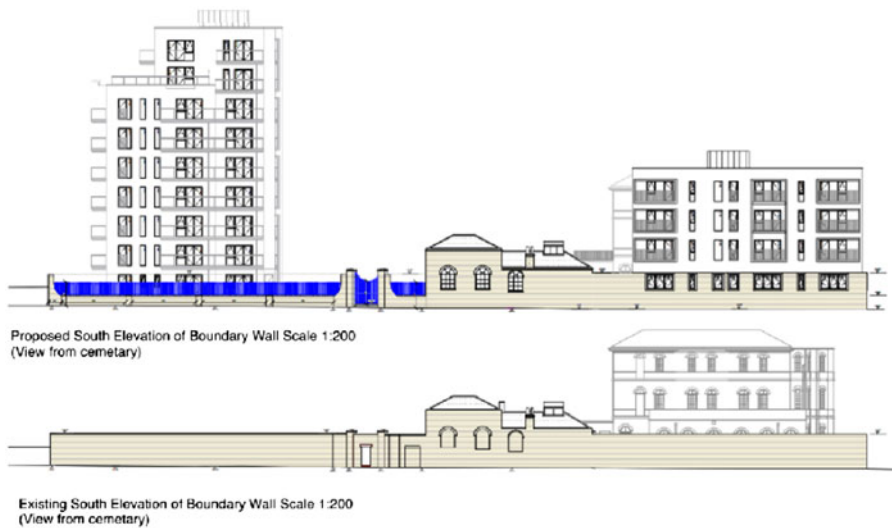 Proposed South Elevation of Boundary Wall Scale 1:200
(View from cemetary)
Existing South Elevation of Boundary Wall Scale 1:200
(View from cemetary)